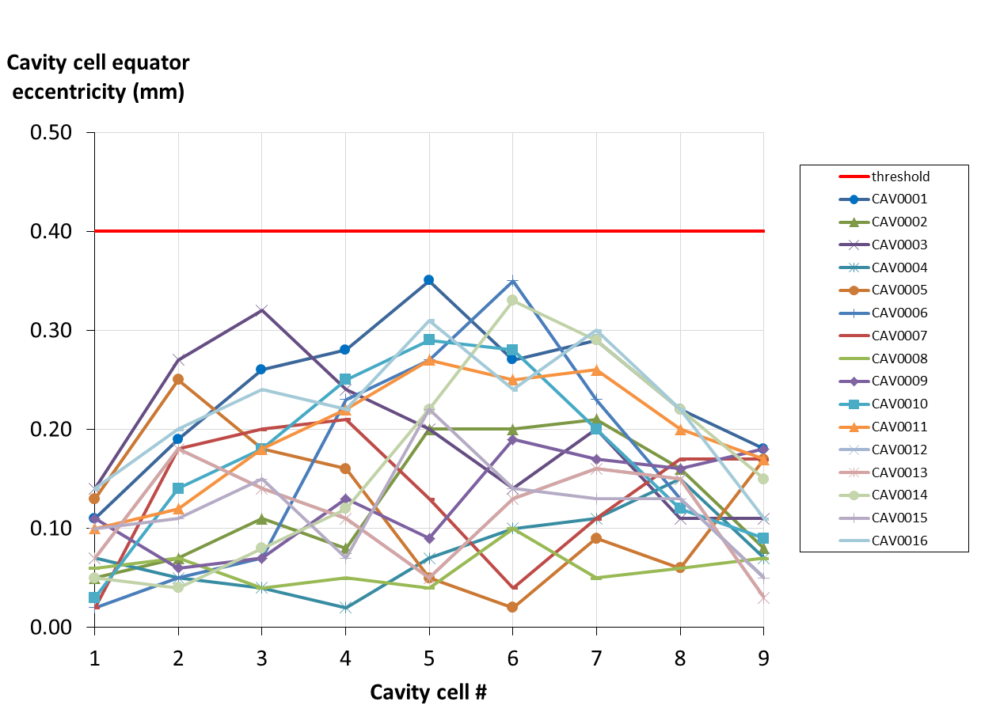 Cavity cell equator
eccentricity (mm)
0.50
0.40
0.30
0.20
0.10
0.00
1 2 3 4 5 6 7 8 9
Cavity cell #
threshold
CAV0001
CAV0002
CAV0003
CAV0004
CAV0005
CAV0006
CAV0007
CAV0008
CAV0009
CAV0010
CAV0011
CAV0012
CAV0013
CAV0014
CAV0015
CAV0016